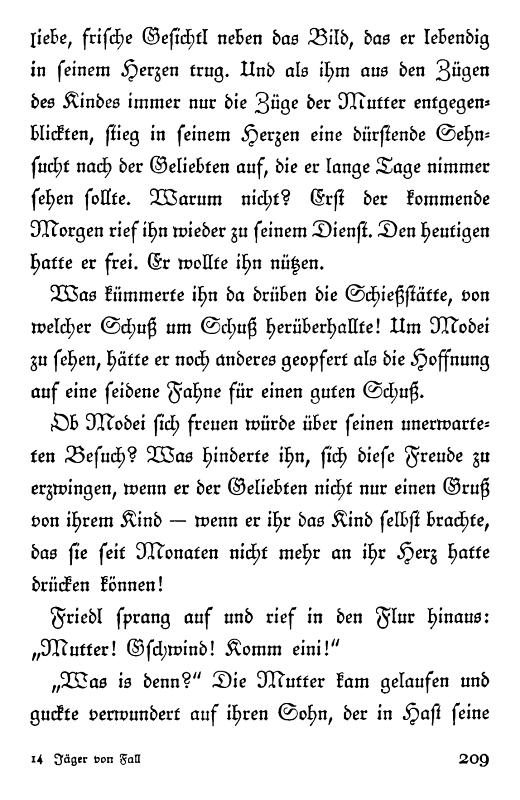 liebe, frische Gesichtl neben das Bild, das er lebendig
in seinem Herzen trug. Und als ihm aus den Zügen
des Kindes immer nur die Züge der Mutter entgegen-
blickten, stieg in seinem Herzen eine dürstende Sehn-
sucht nach der Geliebten auf, die er lange Tage nimmer
sehen sollte. Warum nicht? Erst der kommende
Morgen rief ihn wieder zu seinem Dienst. Den heutigen
hatte er frei. Er wollte ihn nützen.
Was kümmerte ihn da drüben die Schießstätte, von
welcher Schuß um Schuß herüberhallte! Um Modei
zu sehen, hätte er noch anderes geopfert als die Hoffnung
auf eine seidene Fahne für einen guten Schuß.
Ob Modei sich freuen würde über seinen unerwarte-
ten Besuch? Was hinderte ihn, sich diese Freude zu
erzwingen, wenn er der Geliebten nicht nur einen Gruß
von ihrem Kind — wenn er ihr das Kind selbst brachte,
das sie seit Monaten nicht mehr an ihr Herz hatte
drücken können!
Friedl sprang auf und rief in den Flur hinaus:
„Mutter! Gschwind! Komm eini!“
„Was is denn?“ Die Mutter kam gelaufen und
guckte verwundert auf ihren Sohn, der in Hast seine
14 Jäger von Fall 209